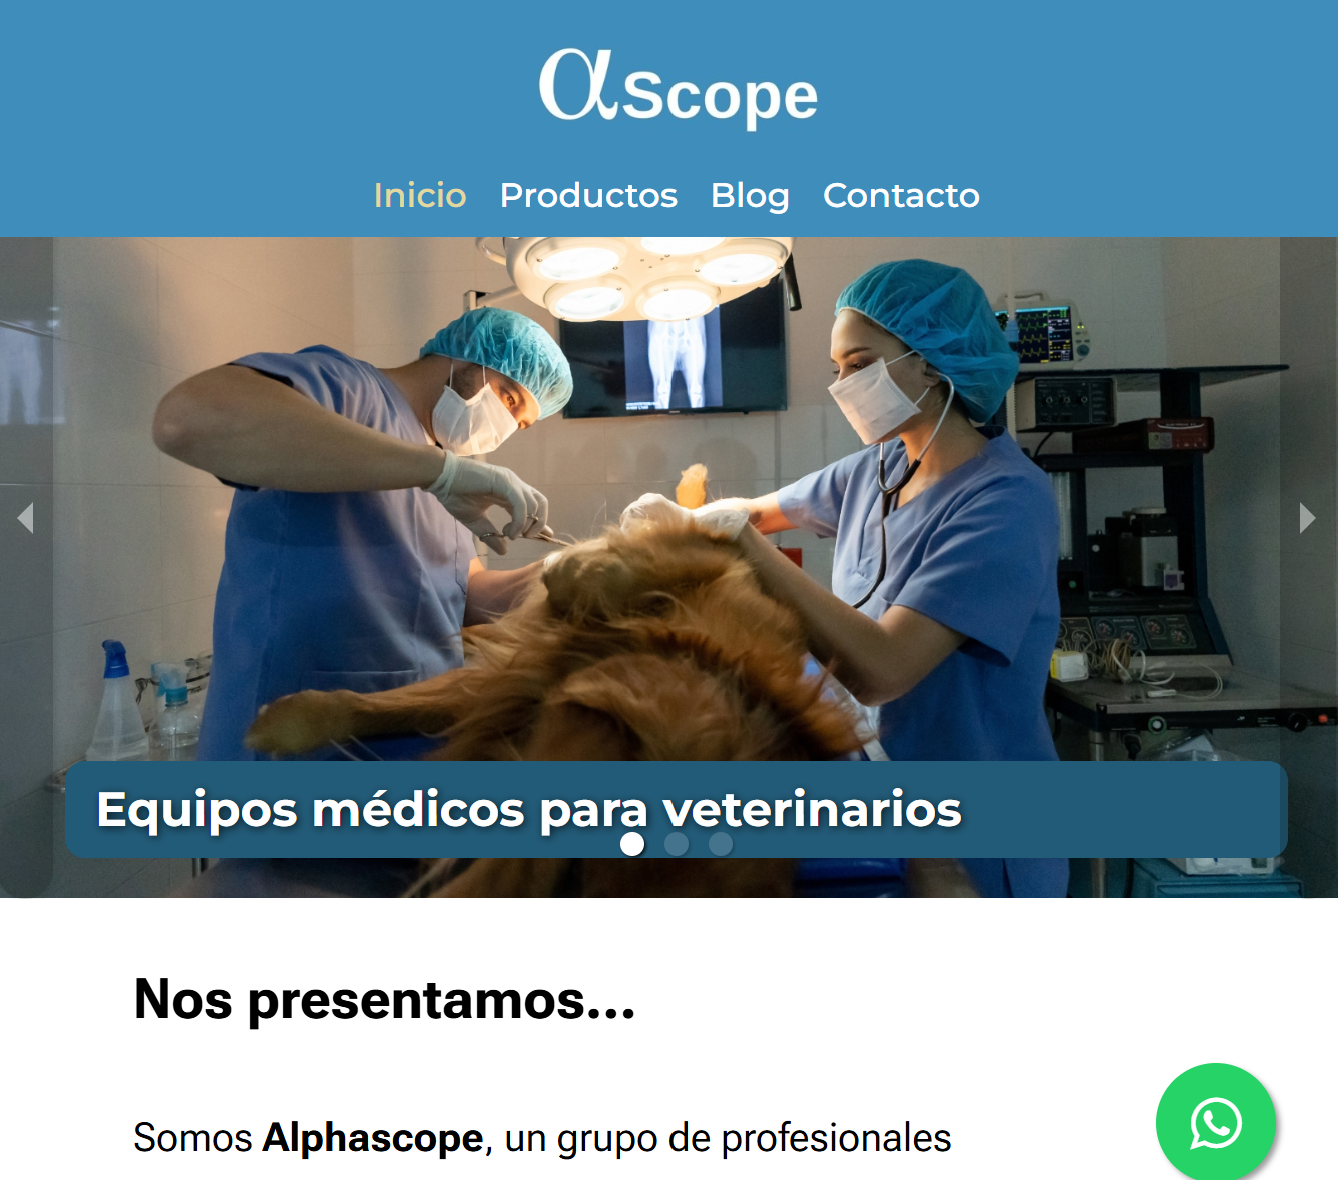 αScope
Inicio Productos Blog Contacto
Equipos médicos para veterinarios
Nos presentamos...
Somos Alphascope, un grupo de profesionales